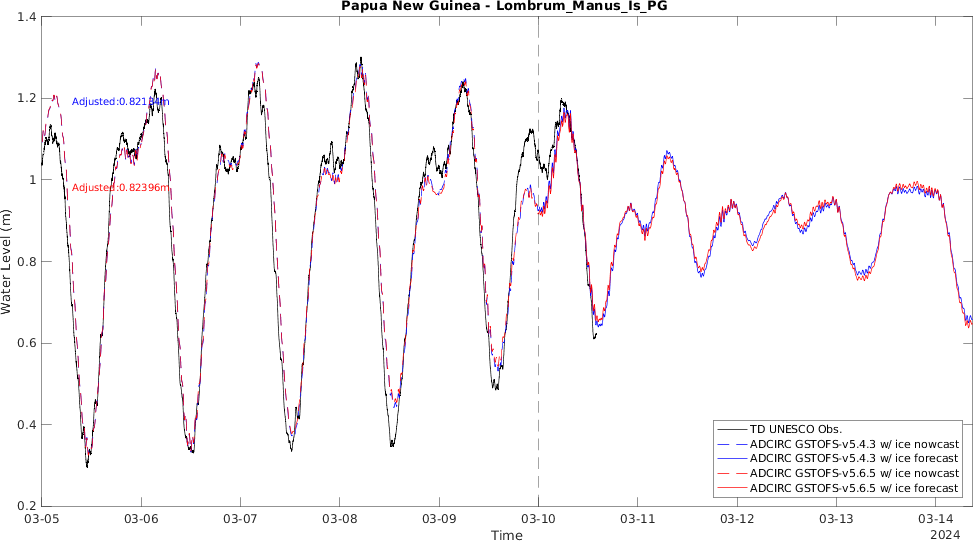 Papua New Guinea - Lombrum_Manus_Is_PG
1.4
1.2
1
0.8
0.6
0.4
0.2
Water Level (m)
Adjusted:0.82134m
Adjusted:0.82396m
TD UNESCO Obs.
ADCIRC GSTOFS-v5.4.3 w/ ice nowcast
ADCIRC GSTOFS-v5.4.3 w/ ice forecast
ADCIRC GSTOFS-v5.6.5 w/ ice nowcast
ADCIRC GSTOFS-v5.6.5 w/ ice forecast
03-05 03-06 03-07 03-08 03-09 03-10 03-11 03-12 03-13 03-14
2024
Time